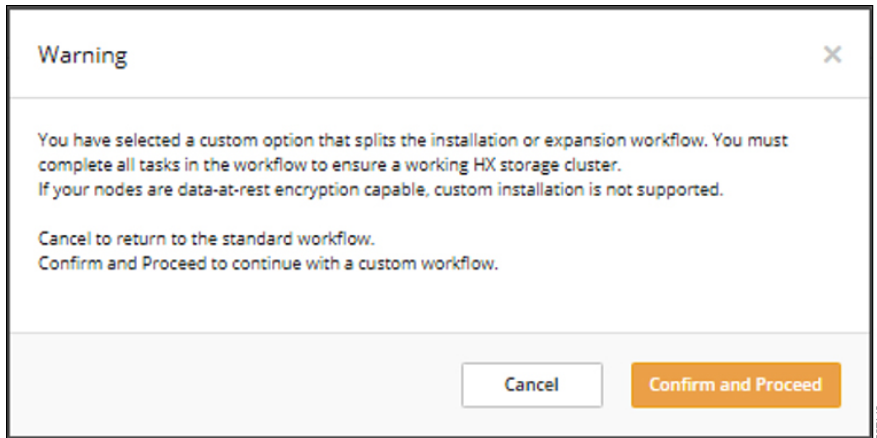 Warning
You have selected a custom option that splits the installation or expansion workflow. You must
complete all tasks in the workflow to ensure a working HX storage cluster.
If your nodes are data-at-rest encryption capable, custom installation is not supported.
Cancel to return to the standard workflow.
Confirm and Proceed to continue with a custom workflow.
Cancel
Confirm and Proceed